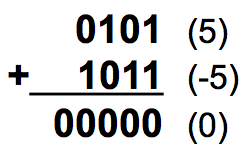 0101 (5)
+ 1011 (-5)
00000 (0)